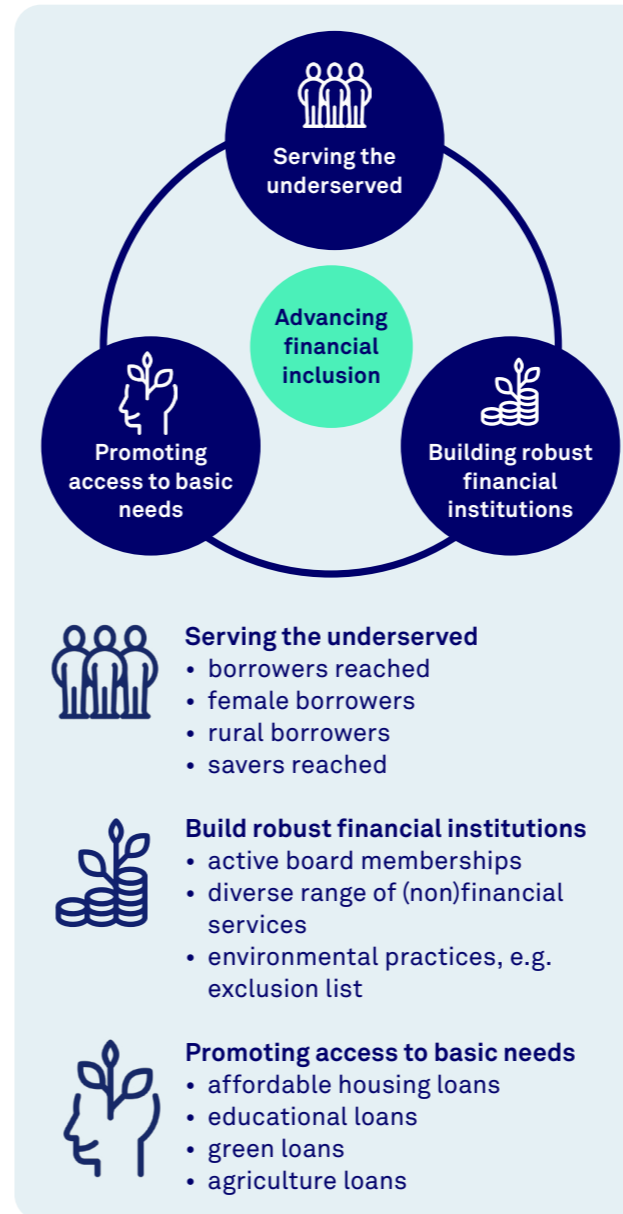 Serving the
underserved
Advancing
financial
inclusion
Promoting
access to basic
needs
Building robust
financial
institutions
Serving the underserved
• borrowers reached
• female borrowers
• rural borrowers
• savers reached
Build robust financial institutions
• active board memberships
• diverse range of (non)financial
services
• environmental practices, e.g.
exclusion list
Promoting access to basic needs
• affordable housing loans
• educational loans
• green loans
• agriculture loans